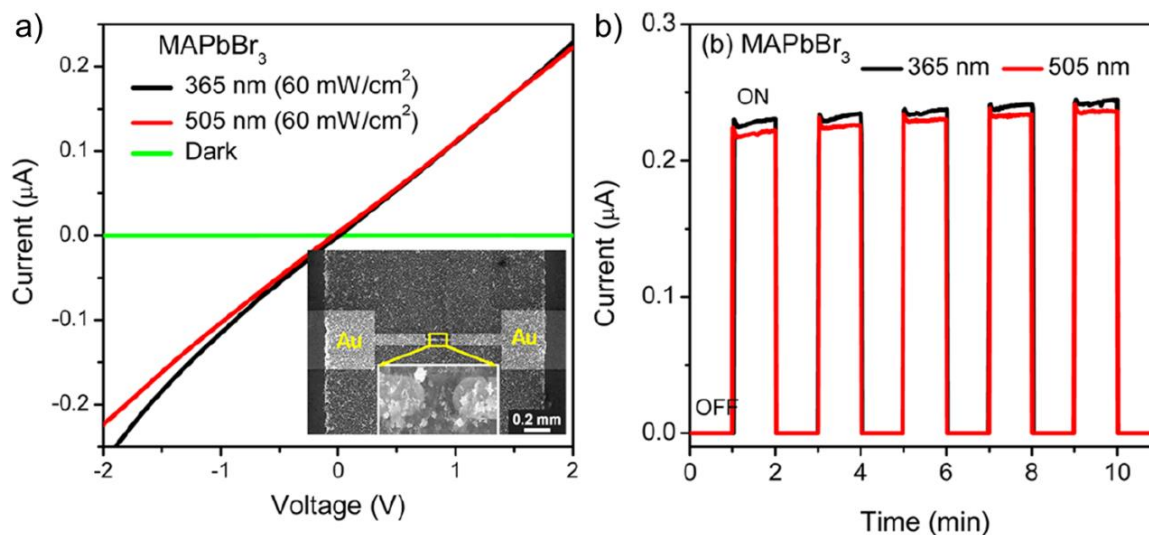 a)
MAPbBr₃
365 nm (60 mW/cm²)
505 nm (60 mW/cm²)
Dark
0.2
0.1
0.0
-0.1
-0.2
Current (µA)
Au
Au
0.2 mm
-2
-1
0
1
2
Voltage (V)
b)
(b) MAPbBr₃
365 nm
505 nm
ON
OFF
0.3
0.2
0.1
0.0
Current (µA)
0
2
4
6
8
10
Time (min)